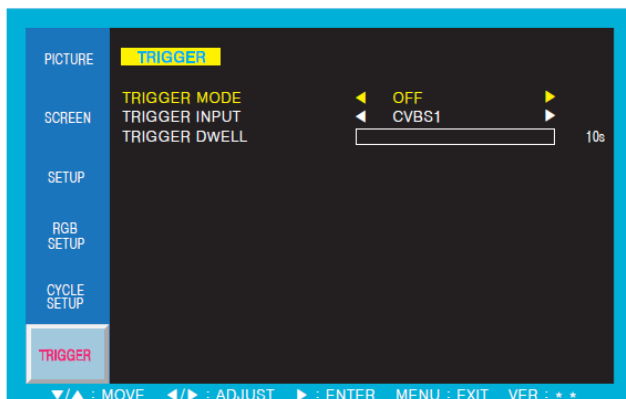 TRIGGER
PICTURE
SCREEN
SETUP
RGB
SETUP
CYCLE
SETUP
TRIGGER
TRIGGER MODE ◀ OFF ▶
TRIGGER INPUT ◀ CVBS1 ▶
TRIGGER DWELL 10s
▼/▲ : MOVE ◀/▶ : ADJUST ▶ : ENTER MENU : EXIT VER : * *